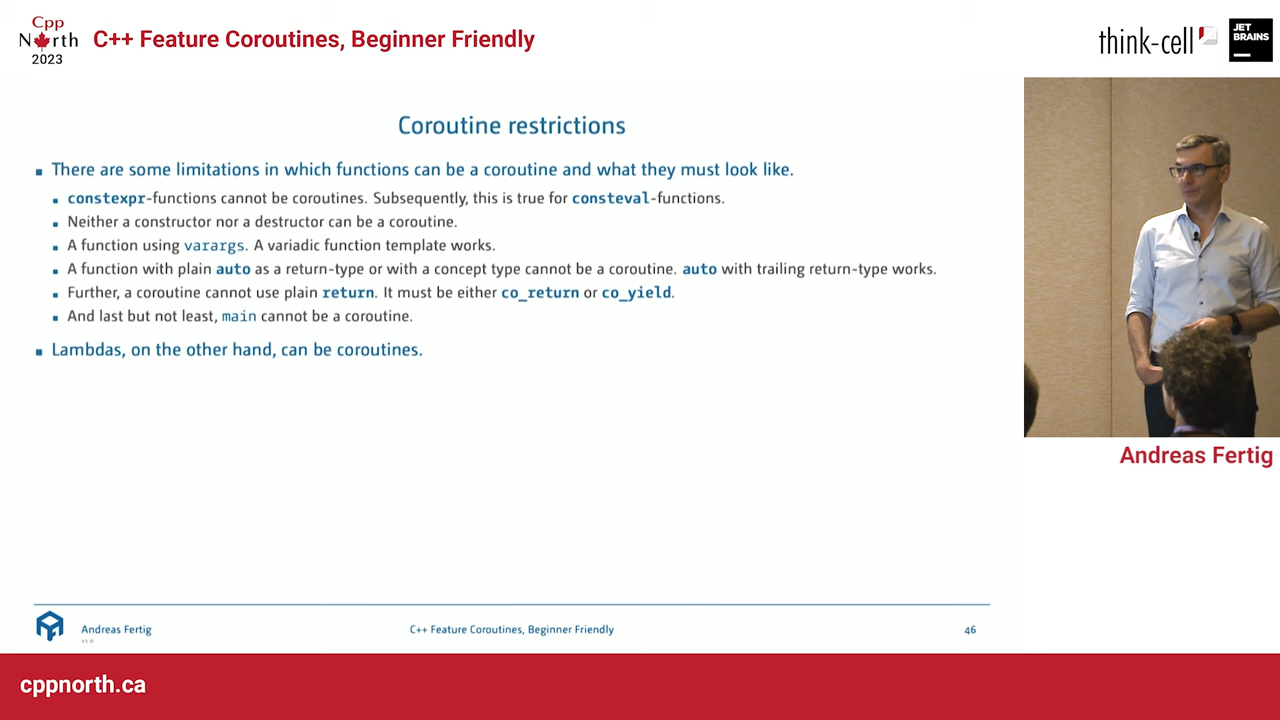 Cpp
North
2023
C++ Feature Coroutines, Beginner Friendly
think-cell
JET
BRAINS
Coroutine restrictions
There are some limitations in which functions can be a coroutine and what they must look like.
constexpr-functions cannot be coroutines. Subsequently, this is true for consteval-functions.
Neither a constructor nor a destructor can be a coroutine.
A function using varargs. A variadic function template works.
A function with plain auto as a return-type or with a concept type cannot be a coroutine. auto with trailing return-type works.
Further, a coroutine cannot use plain return. It must be either co_return or co_yield.
And last but not least, main cannot be a coroutine.
Lambdas, on the other hand, can be coroutines.
Andreas Fertig
Andreas Fertig
v1.0
C++ Feature Coroutines, Beginner Friendly
46
cppnorth.ca